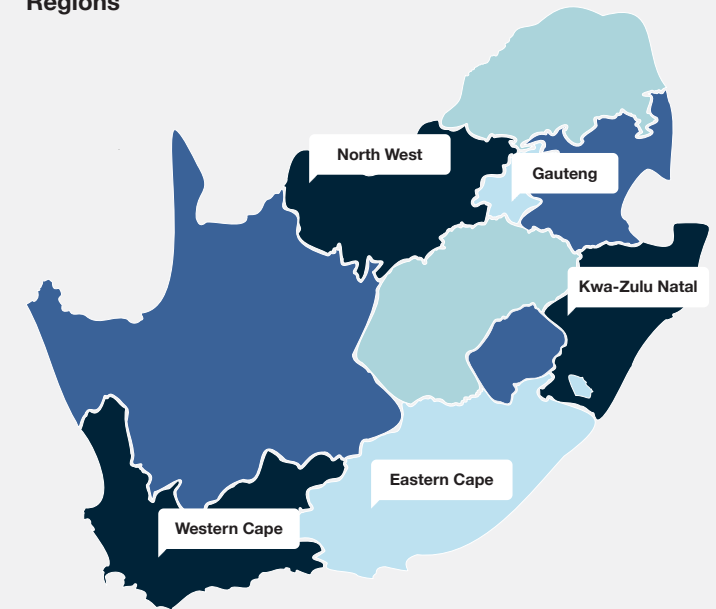 Regions
North West
Gauteng
Kwa-Zulu Natal
Eastern Cape
Western Cape